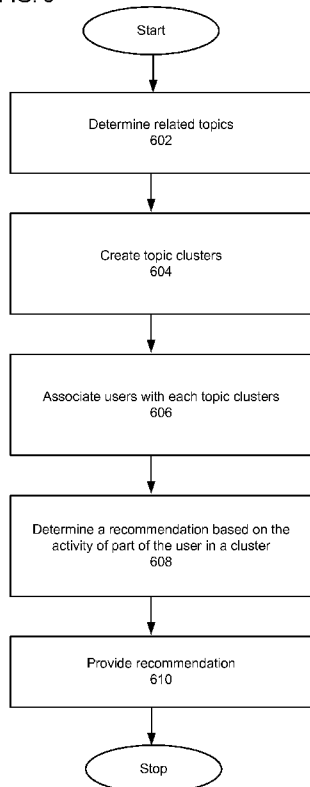 Start
Determine related topics
602
Create topic clusters
604
Associate users with each topic clusters
606
Determine a recommendation based on the
activity of part of the user in a cluster
608
Provide recommendation
610
Stop